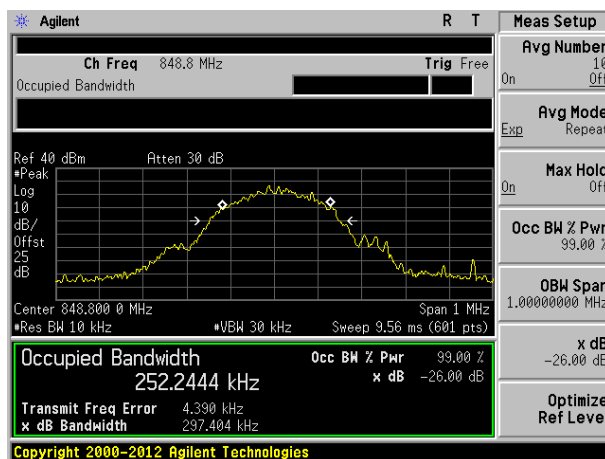 Agilent R T Meas Setup
Ch Freq 848.8 MHz Trig Free
Occupied Bandwidth
Ref 40 dBm Atten 30 dB
#Peak
Log
10
dB/
Offst
25
dB
Center 848.800 0 MHz Span 1 MHz
#Res BW 10 kHz #VBW 30 kHz Sweep 9.56 ms (601 pts)
Occupied Bandwidth Occ BW % Pwr 99.00 %
252.2444 kHz x dB -26.00 dB
Transmit Freq Error 4.390 kHz
x dB Bandwidth 297.404 kHz
Copyright 2000-2012 Agilent Technologies
Avg Number
10
On Off
Avg Mode
Exp Repeat
Max Hold
On Off
Occ BW % Pwr
99.00 %
OBW Span
1.00000000 MHz
x dB
-26.00 dB
Optimize
Ref Level